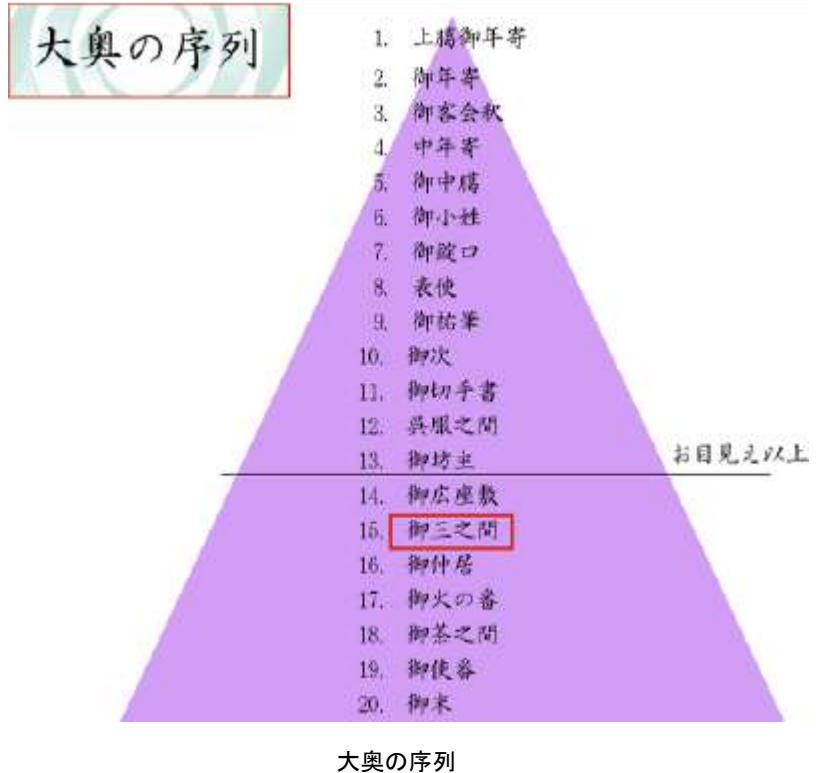 大奥の序列
1. 上臈御年寄
2. 御年寄
3. 御客会釈
4. 中年寄
5. 御中臈
6. 御小姓
7. 御錠口
8. 表使
9. 御祐筆
10. 御次
11. 御切手書
12. 呉服之間
13. 御坊主
お目見え以上
14. 御広座敷
15. 御三之間
16. 御仲居
17. 御火の番
18. 御茶之間
19. 御使番
20. 御末
大奥の序列